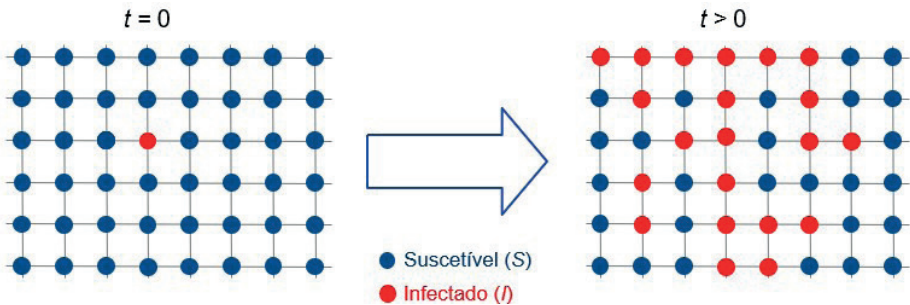 t = 0
t > 0
Suscetível (S)
Infectado (I)